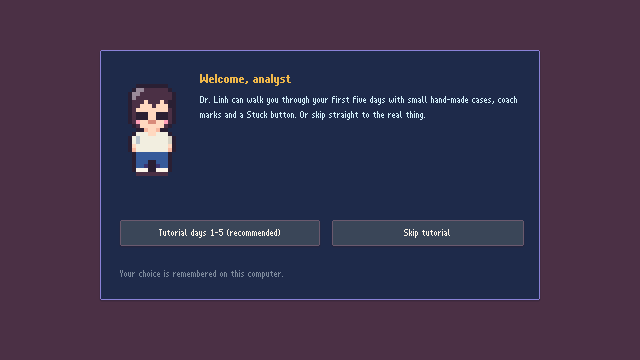 Welcome, analyst
Dr. Linh can walk you through your first five days with small hand-made cases, coach
marks and a Stuck button. Or skip straight to the real thing.
Tutorial days 1-5 (recommended)
Skip tutorial
Your choice is remembered on this computer.